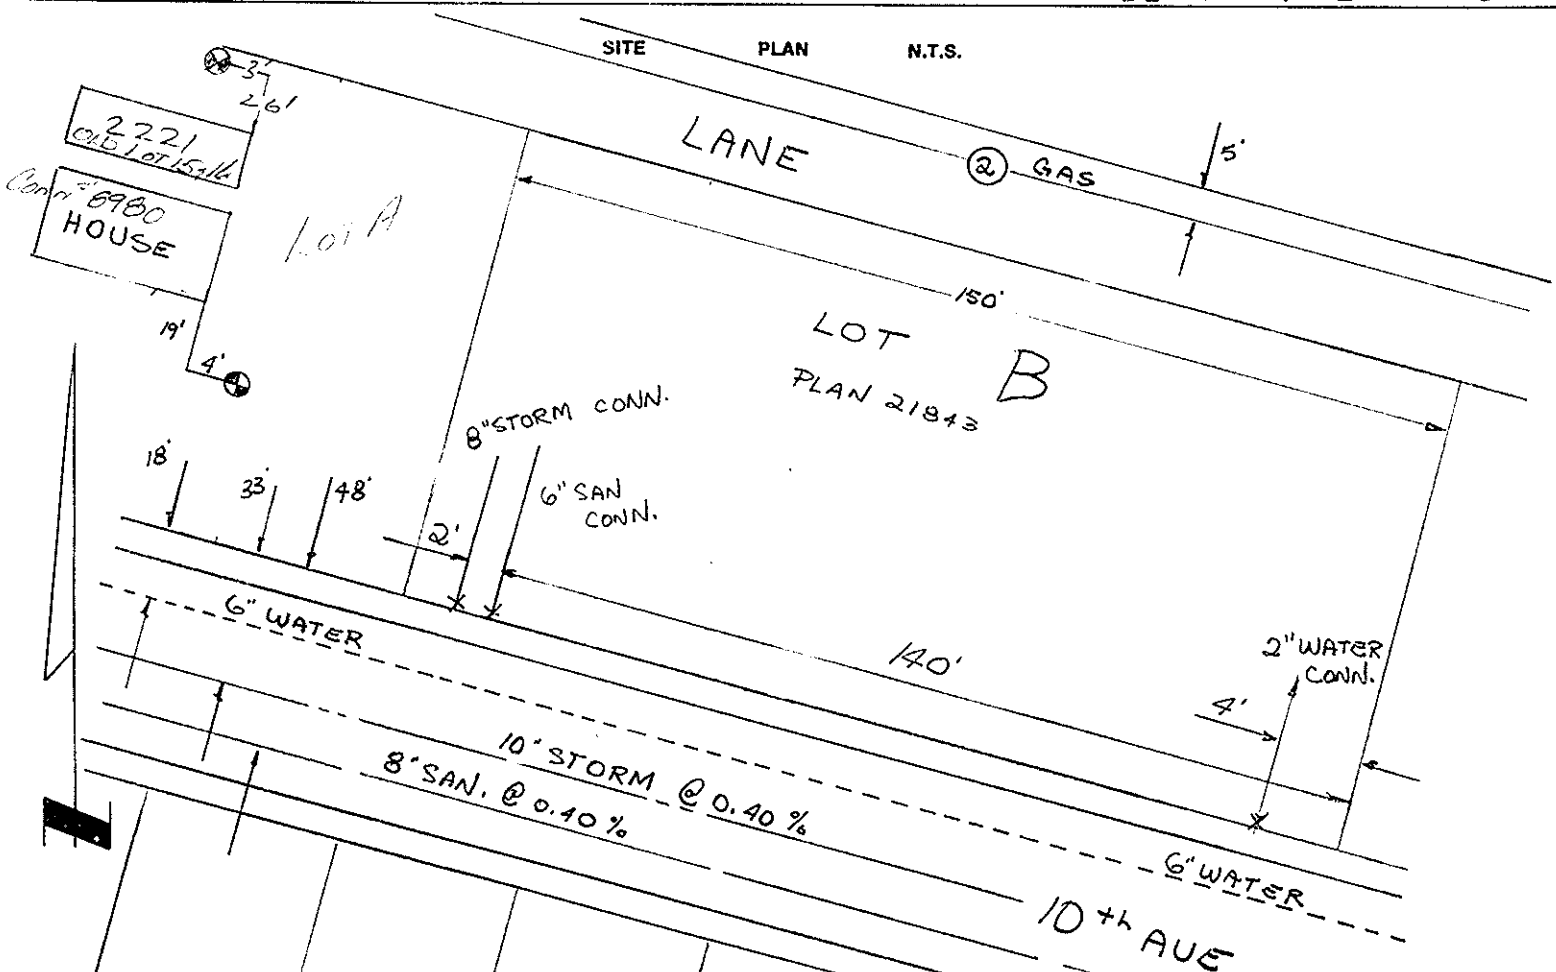 SITE PLAN N.T.S.
3'
26'
2221
OLD LOT 15+16
Conn # 6980
HOUSE
LOT A
19'
4'
LANE
2 GAS
5'
150'
LOT B
PLAN 21843
8" STORM CONN.
6" SAN
CONN.
18'
33'
48'
2'
140'
2" WATER
CONN.
4'
6" WATER
10" STORM @ 0.40 %
8" SAN. @ 0.40 %
6" WATER
10th AVE